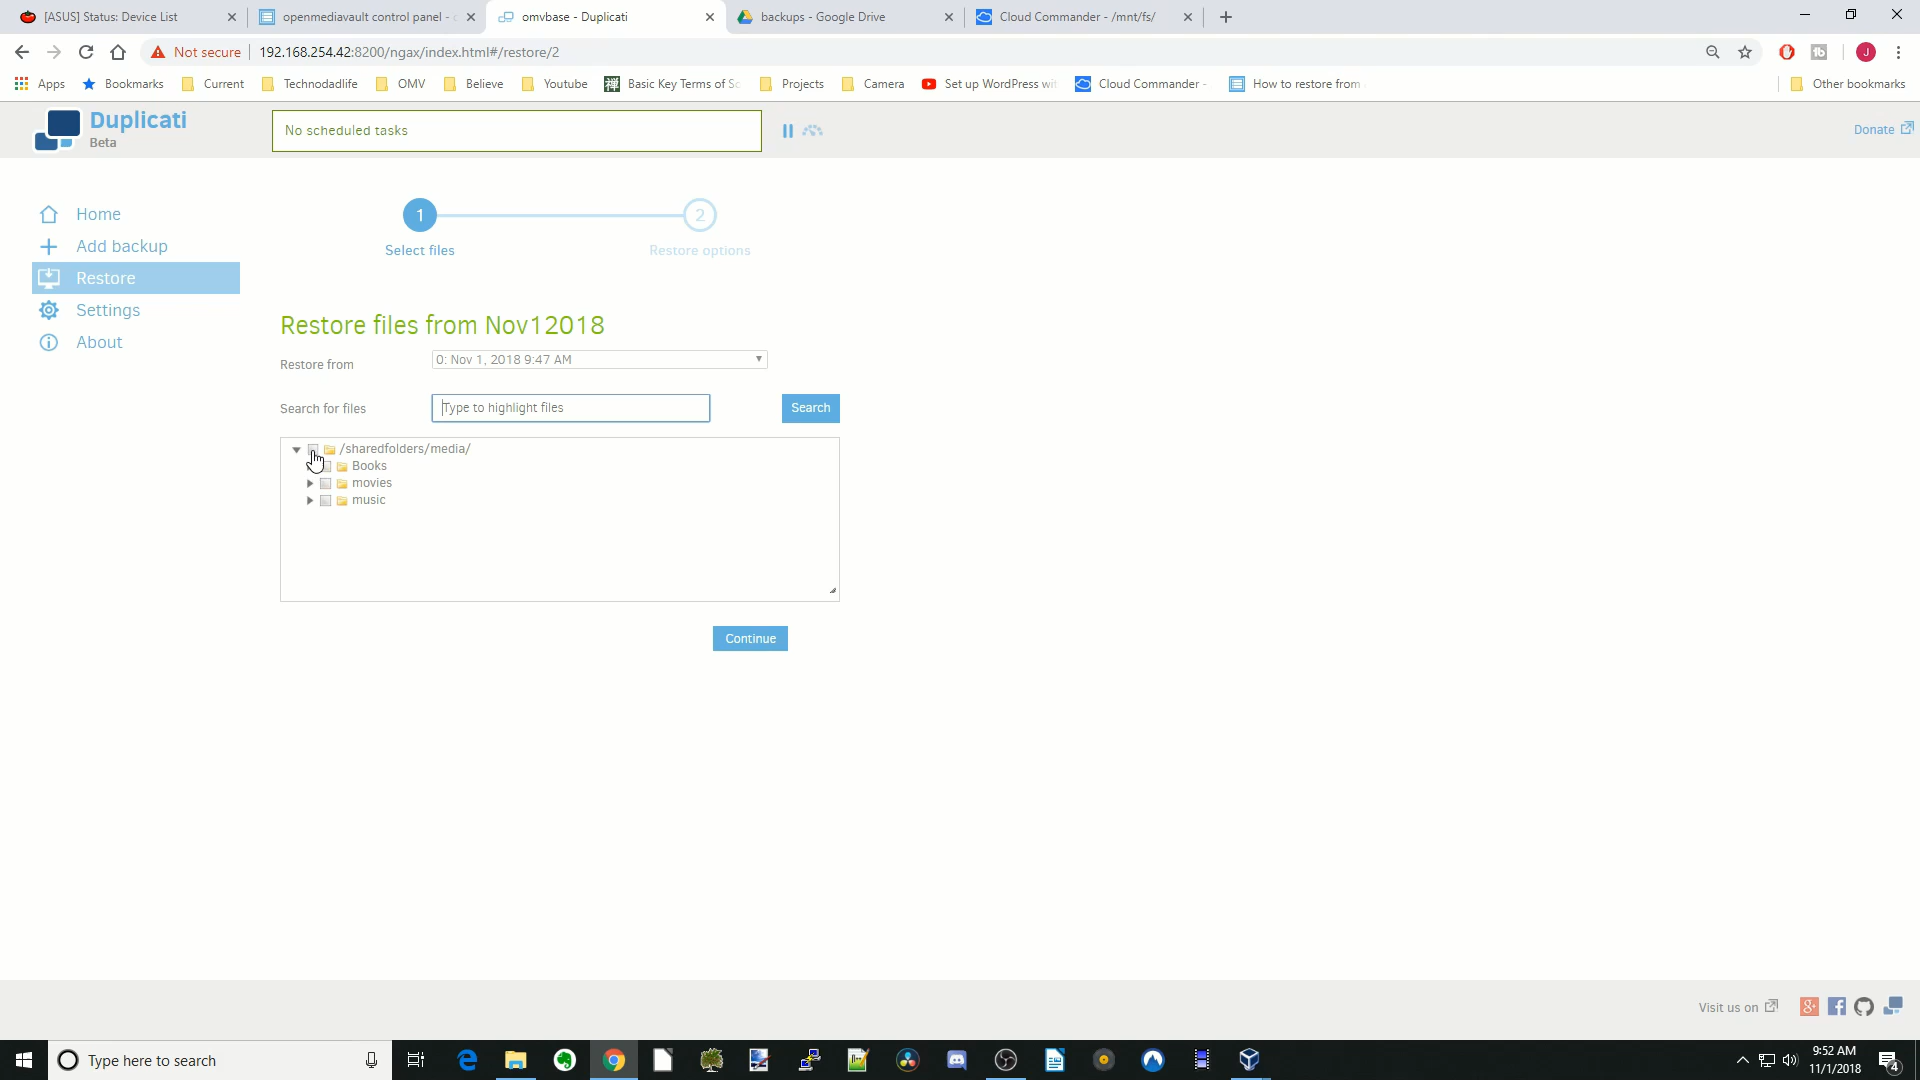 [ASUS] Status: Device List
openmediavault control panel -
omvbase - Duplicati
backups - Google Drive
Cloud Commander - /mnt/fs/
Not secure
192.168.254.42:8200/ngax/index.html#/restore/2
J
Apps
Bookmarks
Current
Technodadlife
OMV
Believe
Youtube
Basic Key Terms of
Projects
Camera
Set up WordPress
Cloud Commander -
How to restore from
Other bookmarks
Duplicati
Beta
No scheduled tasks
Donate
Home
Add backup
Restore
Settings
About
1
2
Select files
Restore options
Restore files from Nov12018
Restore from
0: Nov 1, 2018 9:47 AM
Search for files
Type to highlight files
Search
/sharedfolders/media/
Books
movies
music
Continue
Visit us on
Type here to search
9:52 AM
11/1/2018
4